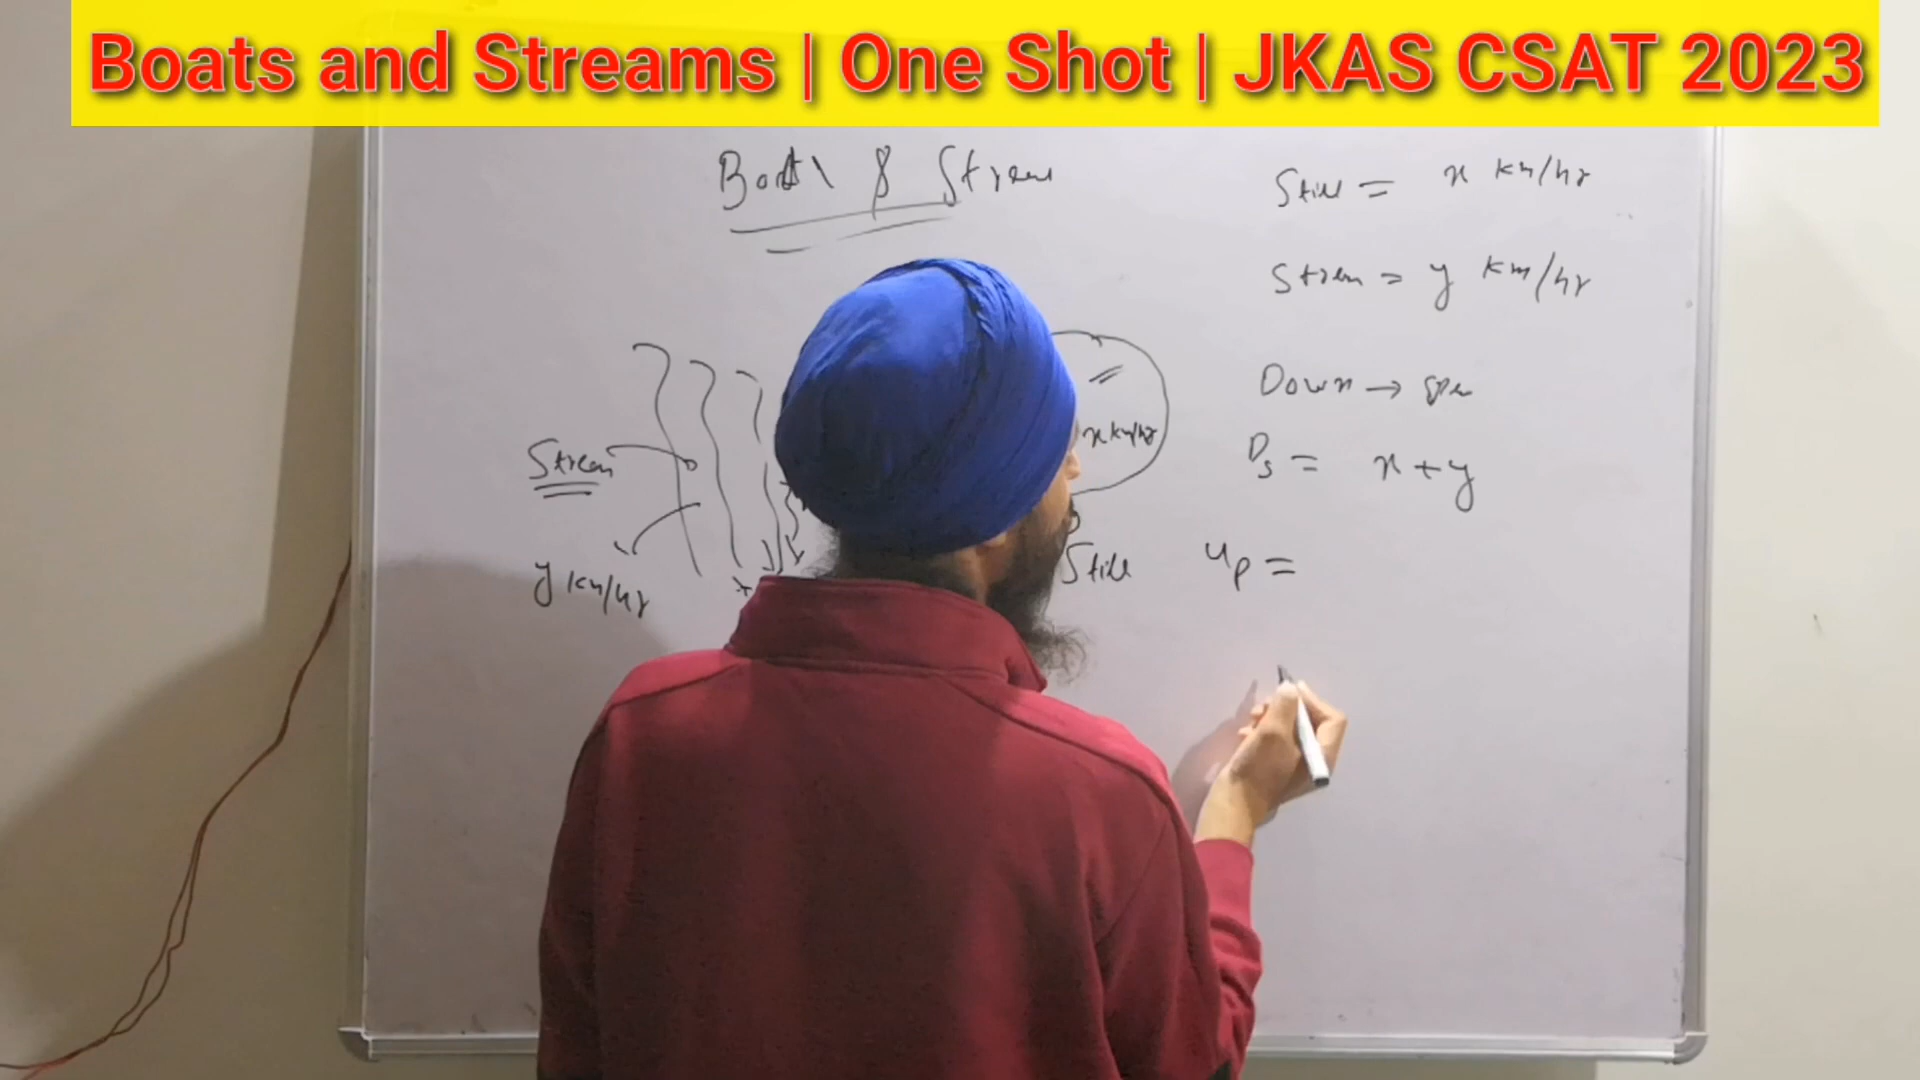 Boats and Streams | One Shot | JKAS CSAT 2023
Boat & Stream
Still = x km/hr
Stream = y km/hr
Down →
x km/hr
Stream
Ds = x + y
Still
Up =
y km/hr